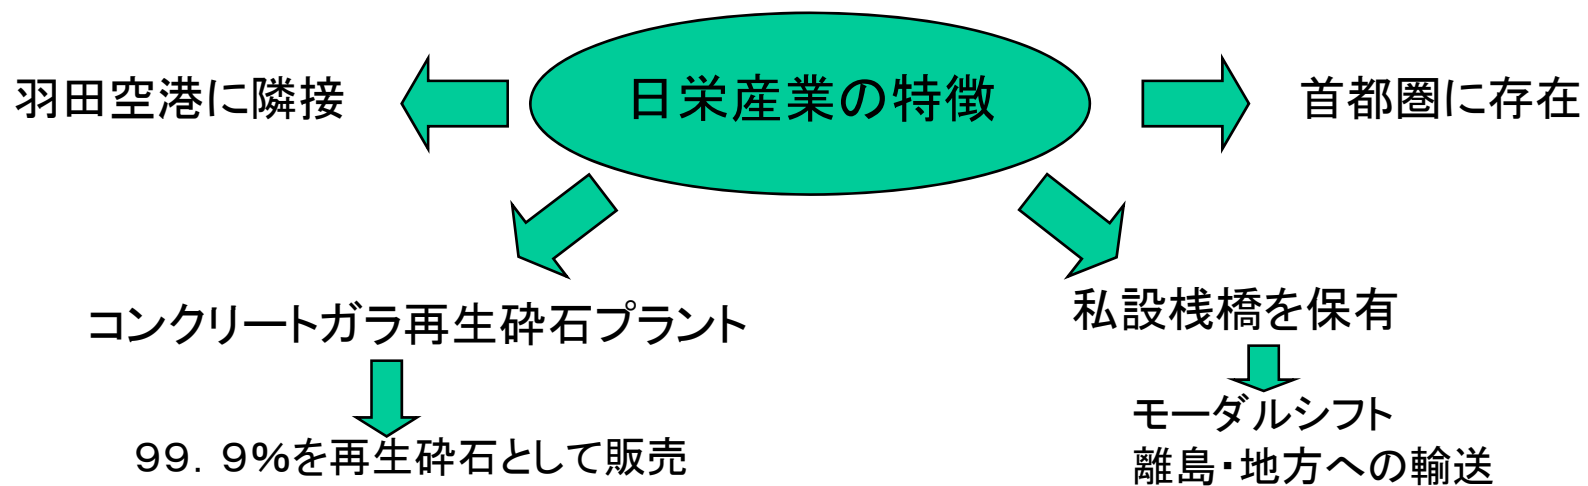 日栄産業の特徴
羽田空港に隣接
首都圏に存在
コンクリートガラ再生砕石プラント
99.9%を再生砕石として販売
私設桟橋を保有
モーダルシフト
離島・地方への輸送